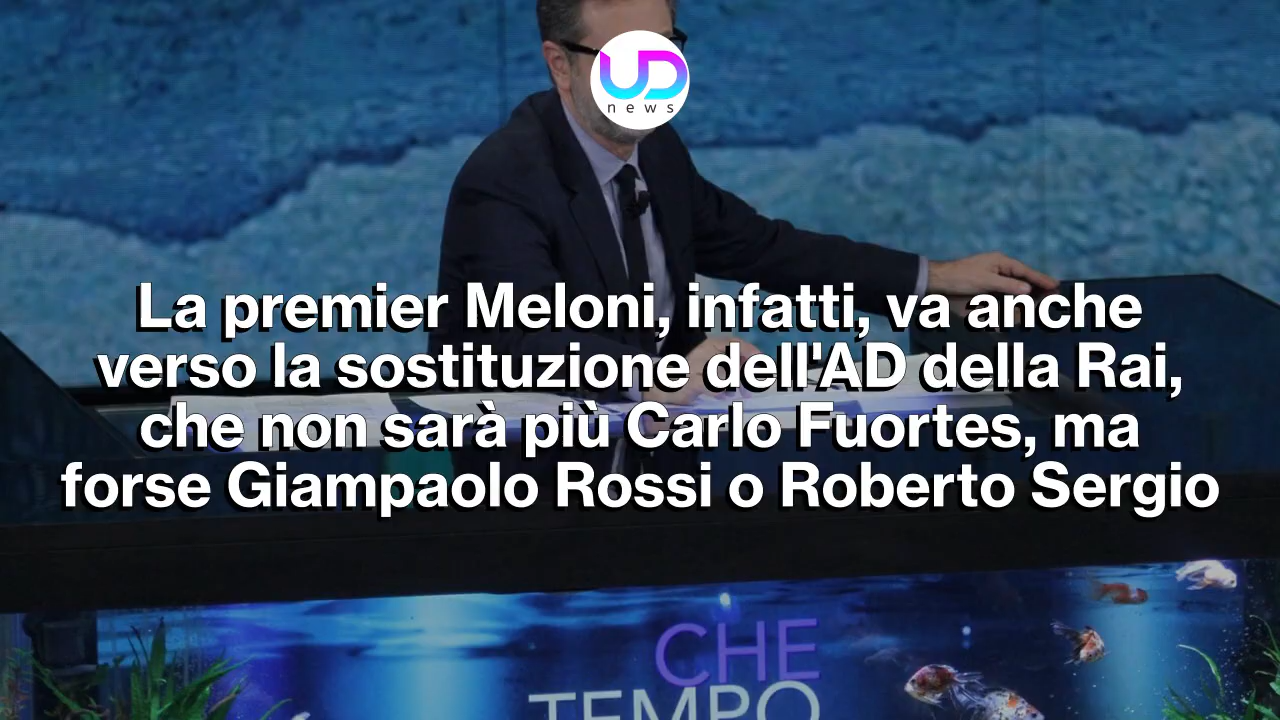 UD
news
La premier Meloni, infatti, va anche
verso la sostituzione dell'AD della Rai,
che non sarà più Carlo Fuortes, ma
forse Giampaolo Rossi o Roberto Sergio
CHE
TEMPO